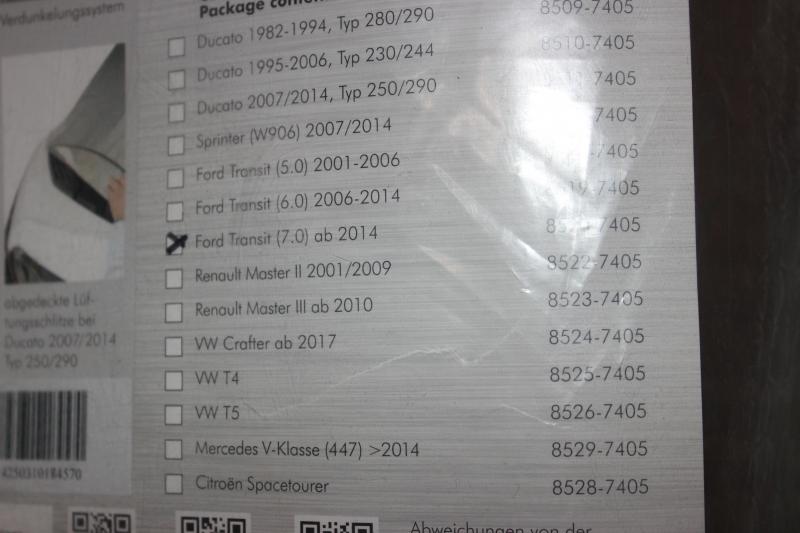 Verdunkelungssystem
Package
Ducato 1982-1994, Typ 280/290 8509-7405
Ducato 1995-2006, Typ 230/244 8510-7405
Ducato 2007/2014, Typ 250/290 7405
Sprinter (W906) 2007/2014 7405
Ford Transit (5.0) 2001-2006 7405
Ford Transit (6.0) 2006-2014 7405
Ford Transit (7.0) ab 2014 7405
Renault Master II 2001/2009 8522-7405
Renault Master III ab 2010 8523-7405
VW Crafter ab 2017 8524-7405
VW T4 8525-7405
VW T5 8526-7405
Mercedes V-Klasse (447) >2014 8529-7405
Citroën Spacetourer 8528-7405
abgedeckte Lüf-
tungsschlitze bei
Ducato 2007/2014
Typ 250/290
4250310184570
Abweichungen von der